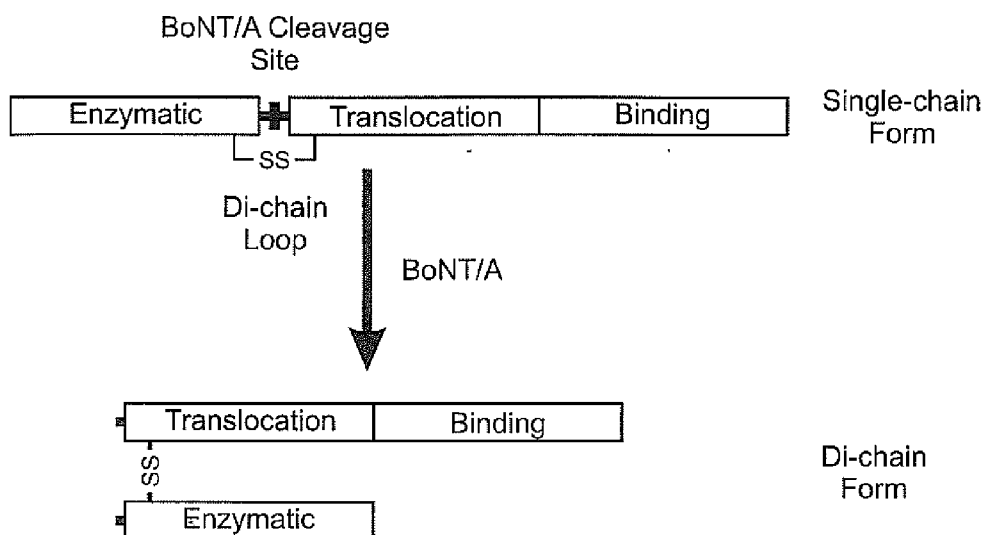 BoNT/A Cleavage
Site
Enzymatic
Translocation
Binding
Single-chain
Form
SS
Di-chain
Loop
BoNT/A
Translocation
Binding
SS
Di-chain
Form
Enzymatic